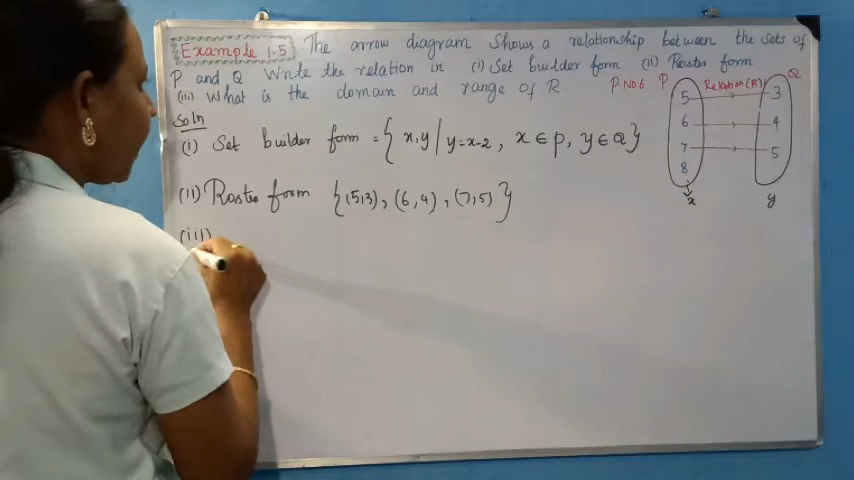 Example 1.5 The arrow diagram Shows a relationship between the sets of
P and Q Write the relation in (i) Set builder form (ii) Roster form
(iii) What is the domain and range of R. P NO 6
P Relation(R) Q
5 3
6 4
7 5
8
x y
Soln
(i) Set builder form = { x,y / y=x-2, x ∈ P, y ∈ Q}
(ii) Roster form {(5,3), (6,4), (7,5)}
(iii)